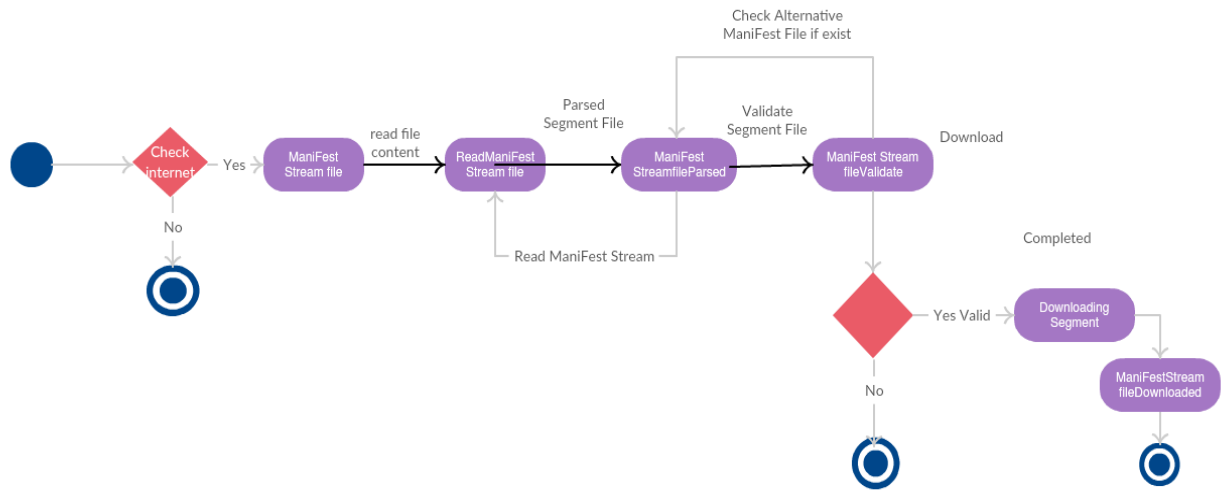 Check Alternative
ManiFest File if exist
Parsed
Segment File
Validate
Segment File
read file
content
Download
Check
internet
Yes
ManiFest
Stream file
ReadManiFest
Stream file
ManiFest
StreamfileParsed
ManiFest Stream
fileValidate
No
Read ManiFest Stream
Completed
Yes Valid
Downloading
Segment
ManiFestStream
fileDownloaded
No